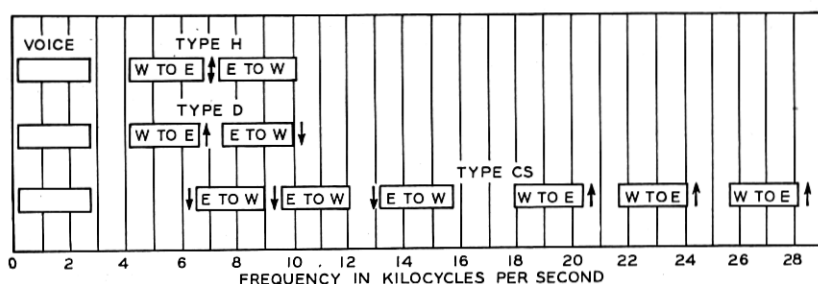 VOICE TYPE H
W TO E E TO W
TYPE D
W TO E E TO W
TYPE CS
E TO W E TO W E TO W W TO E W TO E W TO E
0 2 4 6 8 10 12 14 16 18 20 22 24 26 28
FREQUENCY IN KILOCYCLES PER SECOND